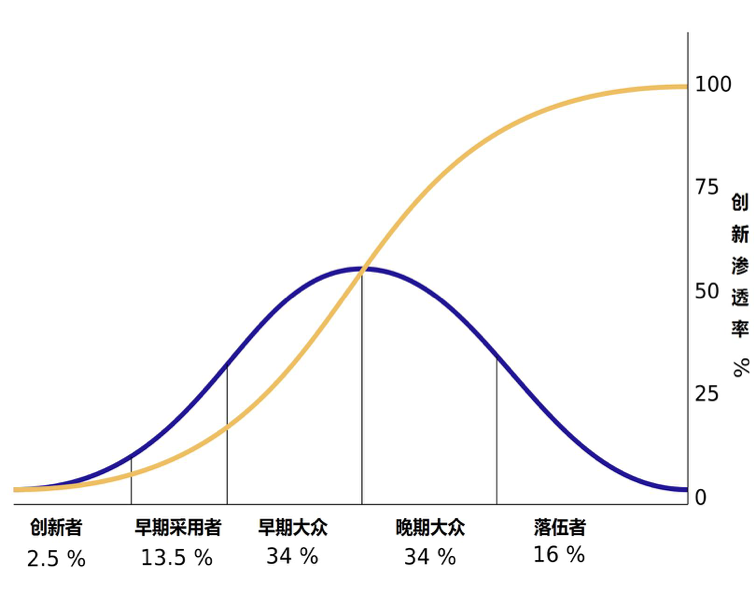 100
75
50
25
0
创新渗透率 %
创新者
2.5 %
早期采用者
13.5 %
早期大众
34 %
晚期大众
34 %
落伍者
16 %